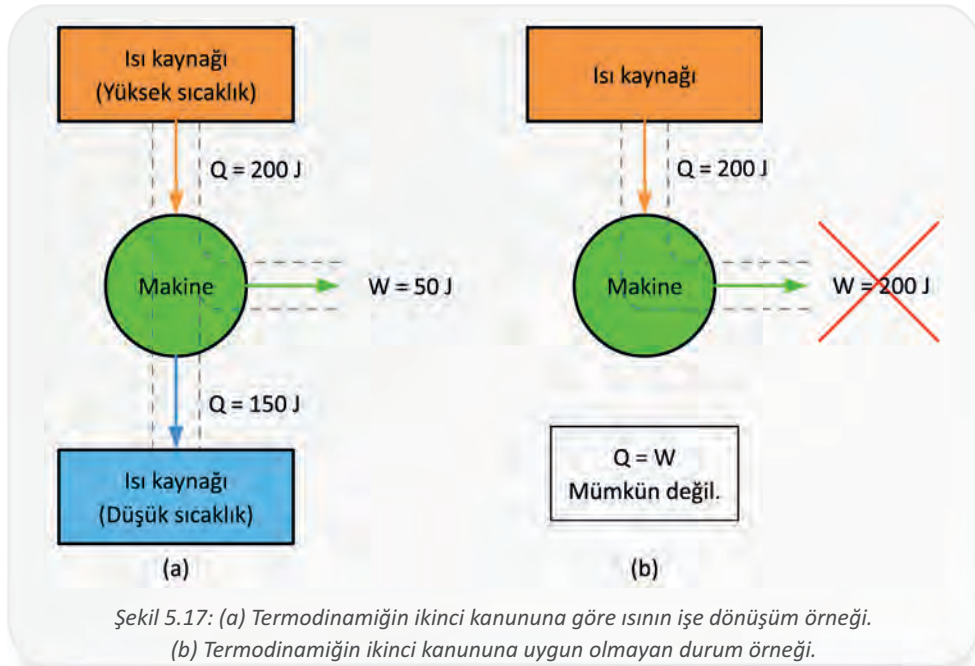 Isı kaynağı
(Yüksek sıcaklık)
Q = 200 J
Makine
W = 50 J
Q = 150 J
Isı kaynağı
(Düşük sıcaklık)
(a)
Isı kaynağı
Q = 200 J
Makine
W = 200 J
Q = W
Mümkün değil.
(b)
Şekil 5.17: (a) Termodinamiğin ikinci kanununa göre ısının işe dönüşüm örneği.
(b) Termodinamiğin ikinci kanununa uygun olmayan durum örneği.